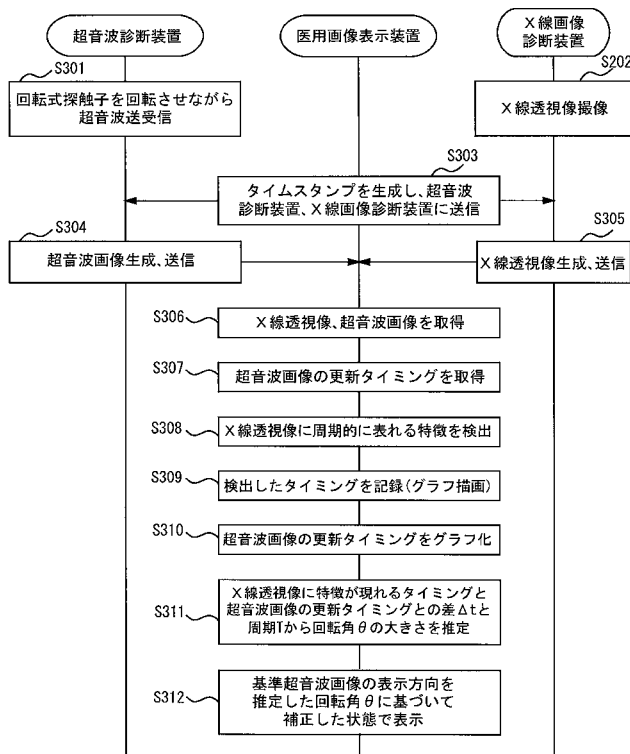 超音波診断装置
医用画像表示装置
X線画像
診断装置
S301
回転式探触子を回転させながら
超音波送受信
S202
X線透視像撮像
S303
タイムスタンプを生成し、超音波
診断装置、X線画像診断装置に送信
S304
超音波画像生成、送信
S305
X線透視像生成、送信
S306
X線透視像、超音波画像を取得
S307
超音波画像の更新タイミングを取得
S308
X線透視像に周期的に表れる特徴を検出
S309
検出したタイミングを記録(グラフ描画)
S310
超音波画像の更新タイミングをグラフ化
S311
X線透視像に特徴が現れるタイミングと
超音波画像の更新タイミングとの差Δtと
周期Tから回転角θの大きさを推定
S312
基準超音波画像の表示方向を
推定した回転角θに基づいて
補正した状態で表示